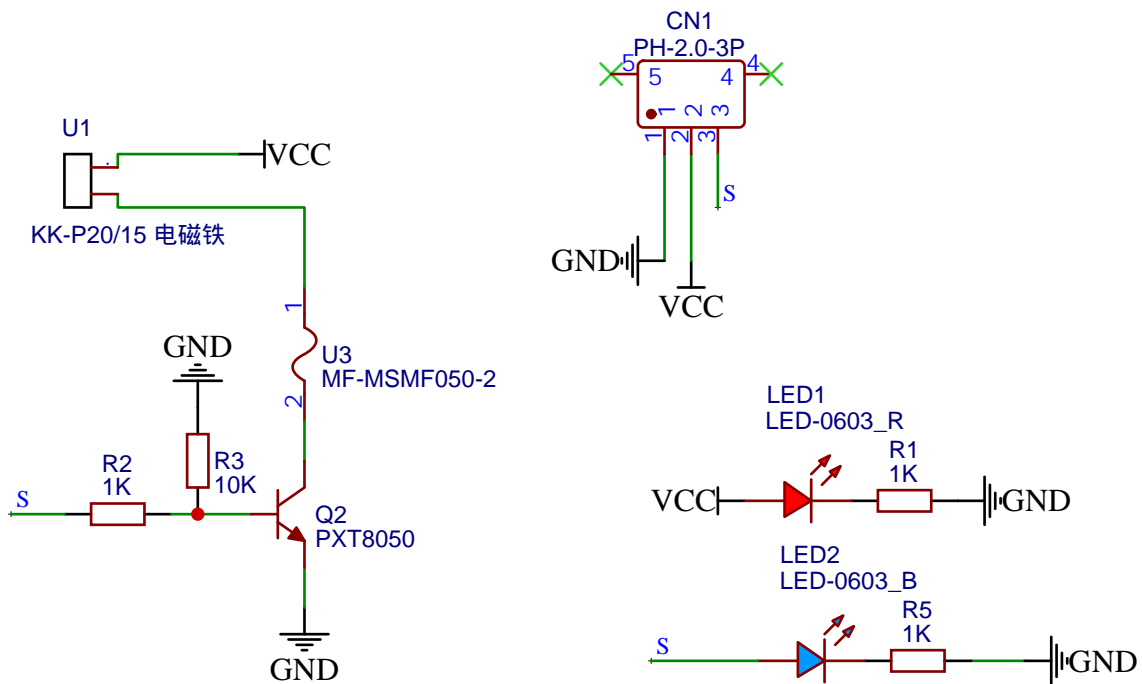 CN1
PH-2.0-3P
5
4
5
4
1
2
3
1
2
3
S
GND
VCC
U1
VCC
KK-P20/15 电磁铁
1
U3
MF-MSMF050-2
2
GND
R3
10K
R2
1K
S
Q2
PXT8050
GND
LED1
LED-0603_R
R1
1K
VCC
GND
LED2
LED-0603_B
R5
1K
S
GND